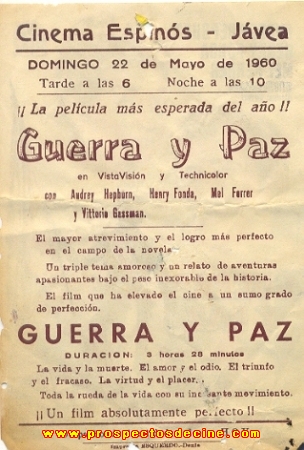 Cinema Espinós - Jávea
DOMINGO 22 de Mayo de 1960
Tarde a las 6 Noche a las 10
¡¡La película más esperada del año!!
Guerra y Paz
en VistaVisión y Technicolor
con Audrey Hepburn, Henry Fonda, Mel Ferrer
y Vittorio Gassman.
El mayor atrevimiento y el logro más perfecto
en el campo de la novela
Un triple tema amoroso y un relato de aventuras
apasionantes bajo el peso inexorable de la historia.
El film que ha elevado el cine a un sumo grado
de perfección.
GUERRA Y PAZ
DURACION: 3 horas 28 minutos
La vida y la muerte. El amor y el odio. El triunfo
y el fracaso. La virtud y el placer.
Toda la rueda de la vida con su incesante movimiento.
¡¡Un film absolutamente perfecto!!
www.prospectosdecine.com